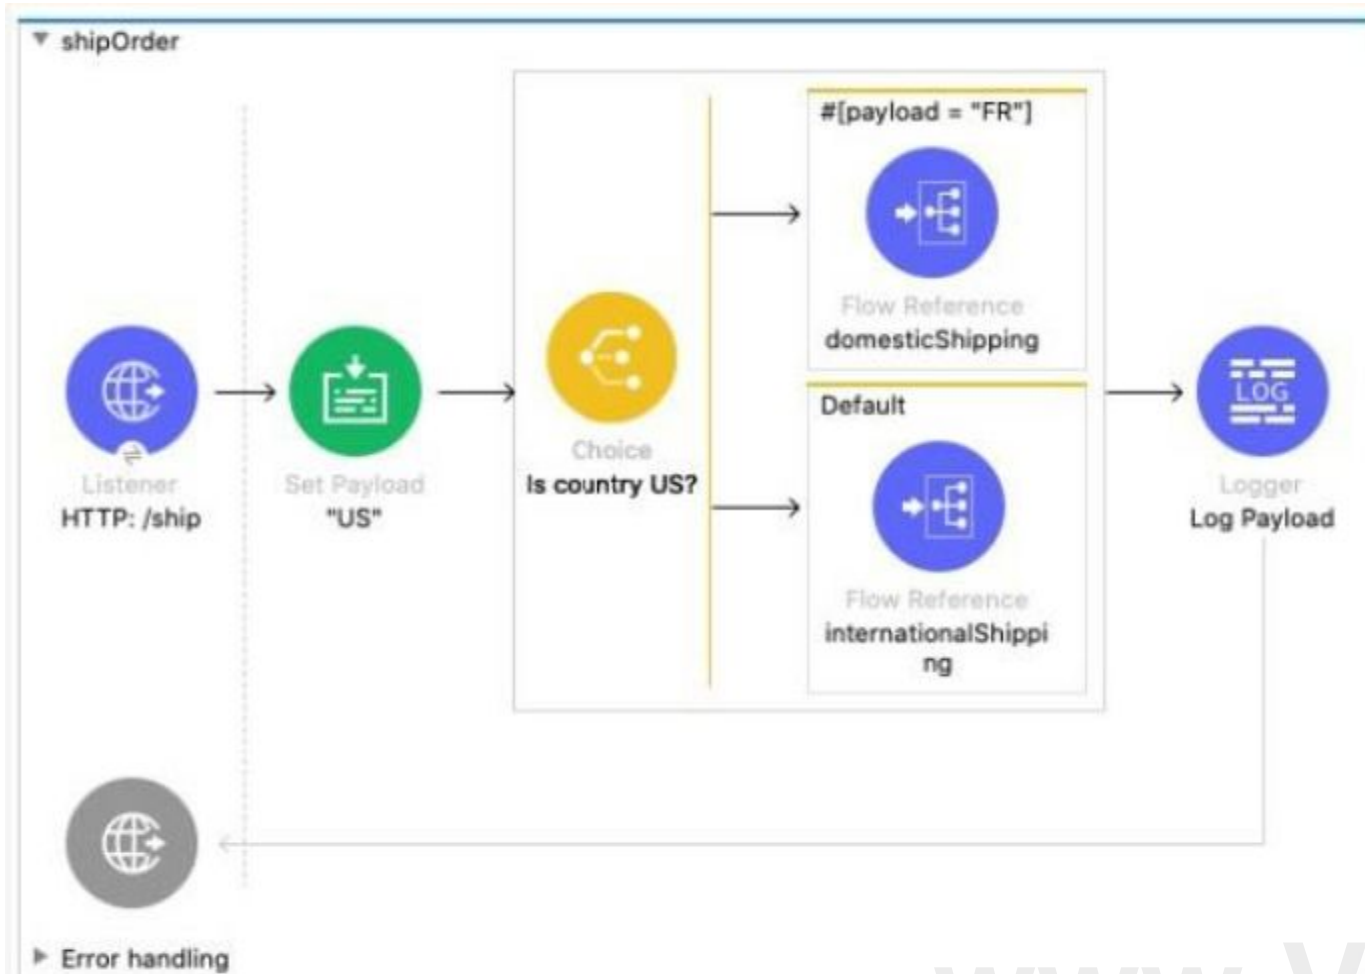 shipOrder
#[payload = "FR"]
Flow Reference
domesticShipping
Default
Flow Reference
internationalShippi
ng
Choice
Is country US?
Listener
HTTP: /ship
Set Payload
"US"
LOG
Logger
Log Payload
Error handling